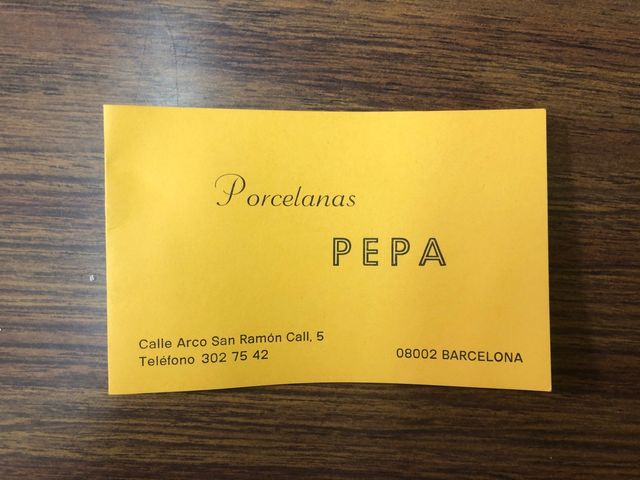 Porcelanas
PEPA
Calle Arco San Ramón Call, 5
Teléfono 302 75 42
08002 BARCELONA